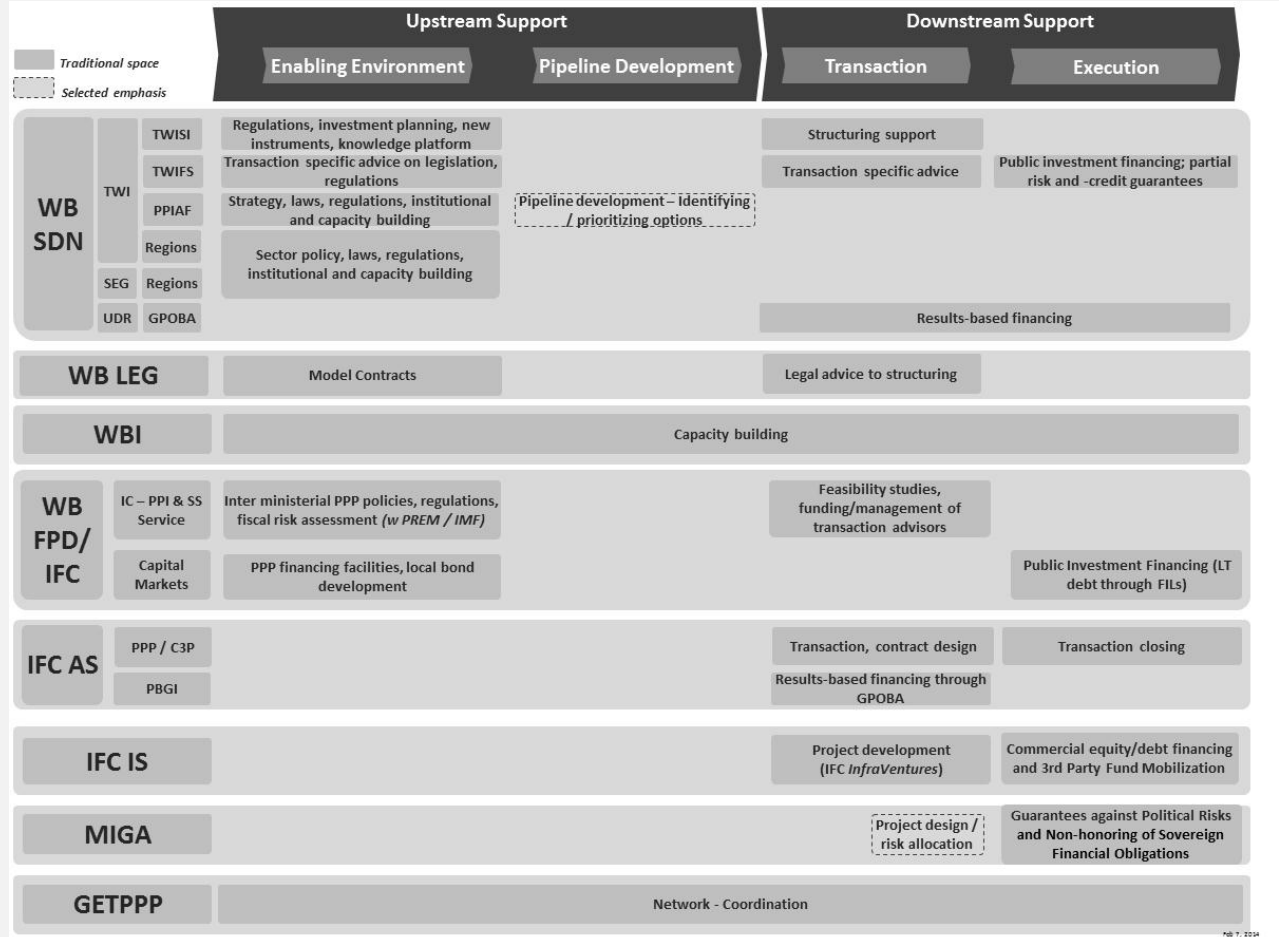 Upstream Support
Downstream Support
Enabling Environment
Pipeline Development
Transaction
Execution
Traditional space
Selected emphasis
WB
SDN
TWI
TWISI
Regulations, investment planning, new
instruments, knowledge platform
Structuring support
TWIFS
Transaction specific advice on legislation,
regulations
Transaction specific advice
Public investment financing; partial
risk and -credit guarantees
PPIAF
Strategy, laws, regulations, institutional
and capacity building
Pipeline development – Identifying
/ prioritizing options
Regions
Sector policy, laws, regulations,
institutional and capacity building
SEG
Regions
UDR
GPOBA
Results-based financing
WB LEG
Model Contracts
Legal advice to structuring
WBI
Capacity building
WB
FPD/
IFC
IC – PPI & SS
Service
Inter ministerial PPP policies, regulations,
fiscal risk assessment (w PREM / IMF)
Feasibility studies,
funding/management of
transaction advisors
Capital
Markets
PPP financing facilities, local bond
development
Public Investment Financing (LT
debt through FILs)
IFC AS
PPP / C3P
Transaction, contract design
Transaction closing
PBGI
Results-based financing through
GPOBA
IFC IS
Project development
(IFC InfraVentures)
Commercial equity/debt financing
and 3rd Party Fund Mobilization
MIGA
Project design /
risk allocation
Guarantees against Political Risks
and Non-honoring of Sovereign
Financial Obligations
GETPPP
Network - Coordination
Feb 7, 2014